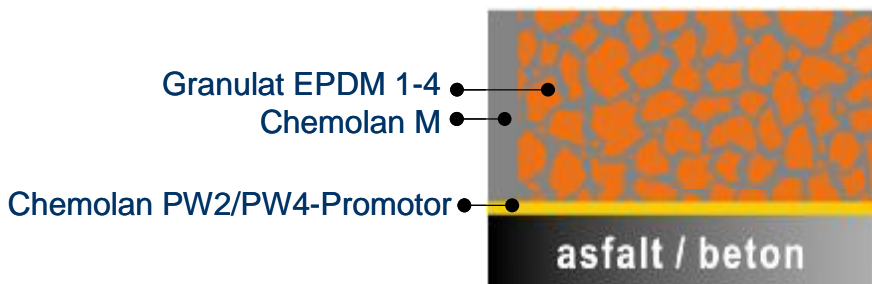 Granulat EPDM 1-4
Chemolan M
Chemolan PW2/PW4-Promotor
asfalt / beton